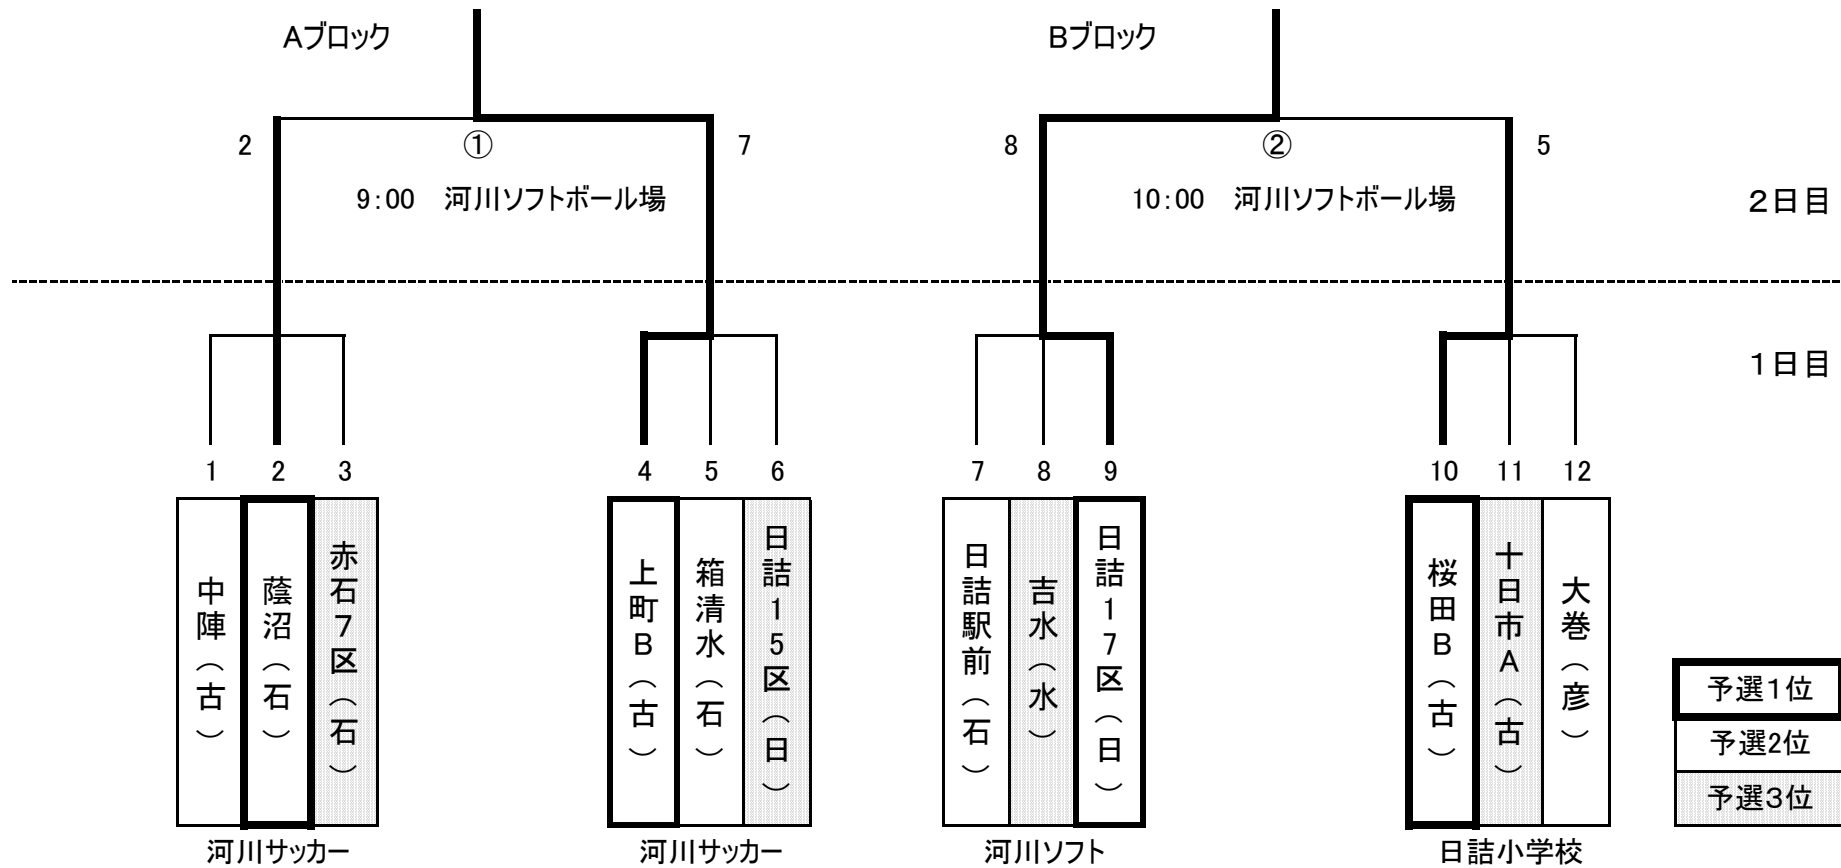 Aブロック
Bブロック
2
①
7
8
②
5
9:00　河川ソフトボール場
10:00　河川ソフトボール場
２日目
１日目
1
2
3
4
5
6
7
8
9
10
11
12
中陣（古）
蔭沼（石）
赤石７区（石）
上町Ｂ（古）
箱清水（石）
日詰１５区（日）
日詰駅前（石）
吉水（水）
日詰１７区（日）
桜田Ｂ（古）
十日市Ａ（古）
大巻（彦）
予選１位
予選2位
予選３位
河川サッカー
河川サッカー
河川ソフト
日詰小学校